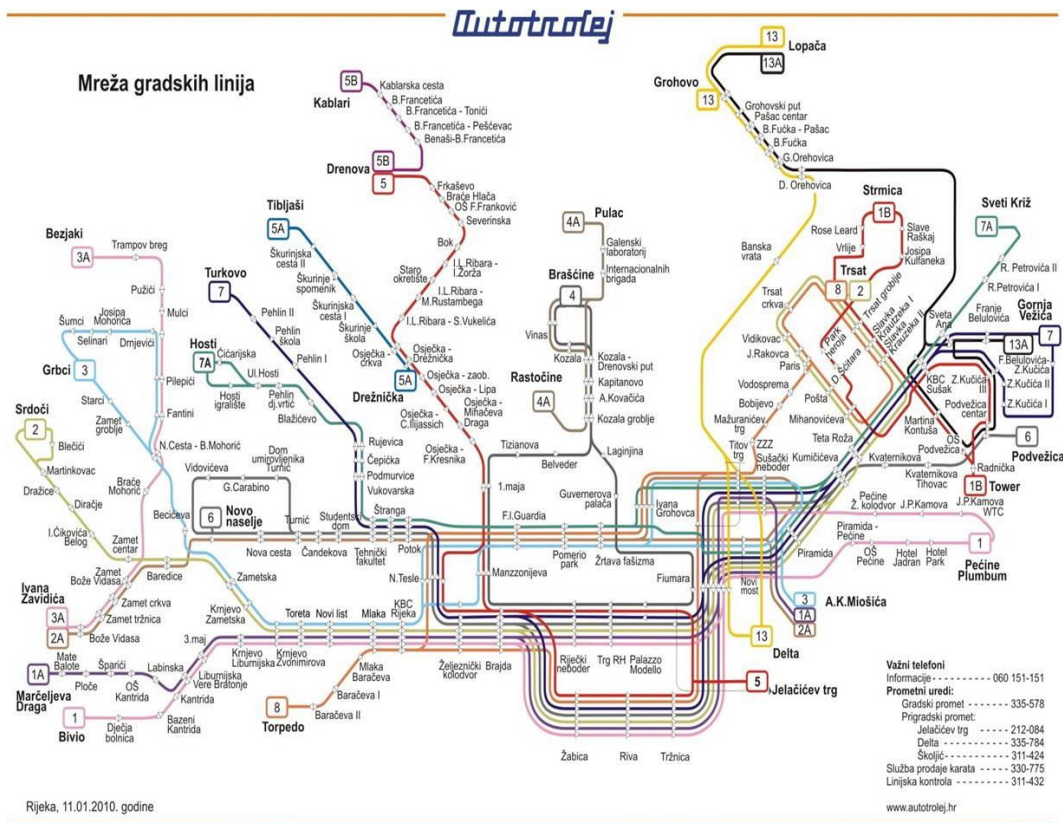 autotrolej
Mreža gradskih linija
13
Lopača
13A
Grohovo
13
Grohovski put
Pašac centar
B.Fućka - Pašac
B.Fućka
G.Orehovica
D. Orehovica
5B
Kablari
Kablarska cesta
B.Francetića
B.Francetića - Tonići
B.Francetića - Pešćevac
Benaši-B.Francetića
5B
Drenova
5
Frkaševo
Braće Hlača
OŠ F.Franković
Severinska
Bok
I.L.Ribara -
I.Žorža
Staro
okretište
I.L.Ribara -
M.Rustambega
I.L.Ribara - S.Vukelića
Osječka -
Drežnička
Osječka -
crkva
Osječka - zaob.
Osječka - Lipa
Osječka -
Mihačeva
Draga
Osječka -
C.Ilijassich
Osječka -
F.Kresnika
1.maja
Tibljaši
5A
Škurinjska
cesta II
Škurinje
spomenik
Škurinjska
cesta I
Škurinje
škola
5A
Drežnička
Turkovo
7
Pehlin II
Pehlin
škola
Pehlin I
Hosti
7A
Ćićarijska
Ul.Hosti
Hosti
igralište
Pehlin
dj.vrtić
Blažićevo
Rujevica
Čepićka
Podmurvice
Vukovarska
Bezjaki
3A
Trampov breg
Pužići
Mulci
Josipa
Mohorića
Šumci
Selinari
Drnjevići
Grbci
3
Pilepići
Starci
Fantini
Zamet
groblje
N.Cesta - B.Mohorić
Srdoči
2
Blečići
Martinkovac
Dražice
Diračje
I.Ćikovića
Belog
Braće
Mohorić
Bećićeva
Zamet
centar
Vidovićeva
Dom
umirovljenika
Turnić
G.Carabino
6
Novo
naselje
Turnić
Studentski
dom
Štranga
Nova cesta
Čandekova
Tehnički
fakultet
Potok
Baredice
Zamet
Bože Vidasa
Zamet crkva
Zamet tržnica
Bože Vidasa
Ivana
Zavidića
3A
2A
Zametska
Krnjevo
Zametska
Toreta
Novi list
Mlaka
KBC
Rijeka
N.Tesle
3.maj
Krnjevo
Liburnijska
Krnjevo
Zvonimirova
Mlaka
Baračeva
Baračeva I
Baračeva II
8
Torpedo
1A
Marčeljeva
Draga
Mate
Balote
Ploče
Šparići
OŠ
Kantrida
Labinska
Liburnijska
Vere Bratonje
Kantrida
Bazeni
Kantrida
Dječja
bolnica
1
Bivio
4A
Pulac
Galenski
laboratorij
Internacionalnih
brigada
Brašćine
4
Vinas
Kozala
Kozala -
Drenovski put
Kapitanovo
A.Kovačića
Kozala groblje
Rastočine
4A
Tizianova
Belveder
Laginjina
Guvernerova
palača
F.I.Guardia
Ivana
Grohovca
Manzzonijeva
Pomerio
park
Žrtava fašizma
Fiumara
Željeznički
kolodvor
Brajda
Riječki
neboder
Trg RH
Palazzo
Modello
Žabica
Riva
Tržnica
5
Jelačićev trg
13
Delta
3
A.K.Miošića
1A
2A
Novi
most
Banska
vrata
Strmica
1B
Rose Leard
Vrlije
Slave
Raškaj
Josipa
Kulfaneka
Trsat
8
2
Trsat
crkva
Trsat groblje
Slavka
Krautzeka I
Slavka
Krautzeka II
Park
heroja
D.Šćitara
Vidikovac
J.Rakovca
Paris
Vodosprema
Pošta
Bobijevo
Mihanovićeva
Mažuranićev
trg
Titov
trg
ZZZ
Teta Roža
Kumičićeva
Sušački
neboder
Piramida
Piramida -
Pećine
Pećine
Ž. kolodvor
J.P.Kamova
J.P.Kamova
WTC
OŠ
Pećine
Hotel
Jadran
Hotel
Park
1
Pećine
Plumbum
Sveti Križ
7A
R. Petrovića II
R.Petrovića I
Sveta
Ana
Franje
Belulovića
Gornja
Vežica
7
13A
F.Belulovića-I.
Z.Kučića
Z.Kučića II
Z.Kučića I
Z.Kučića
III
KBC
Sušak
Podvežica
centar
Martina
Kontuša
OŠ
Podvežica
6
Podvežica
Kvaternikova
Kvaternikova
Tihovac
Radnička
1B
Tower
Važni telefoni
Informacije - - - - - - - - - - 060 151-151
Prometni uredi:
Gradski promet - - - - - - 335-578
Prigradski promet:
Jelačićev trg - - - - - - 212-084
Delta - - - - - - - - - - 335-784
Školjić - - - - - - - - - 311-424
Služba prodaje karata - - - - 330-775
Linijska kontrola - - - - - - - 311-432
Rijeka, 11.01.2010. godine
www.autotrolej.hr